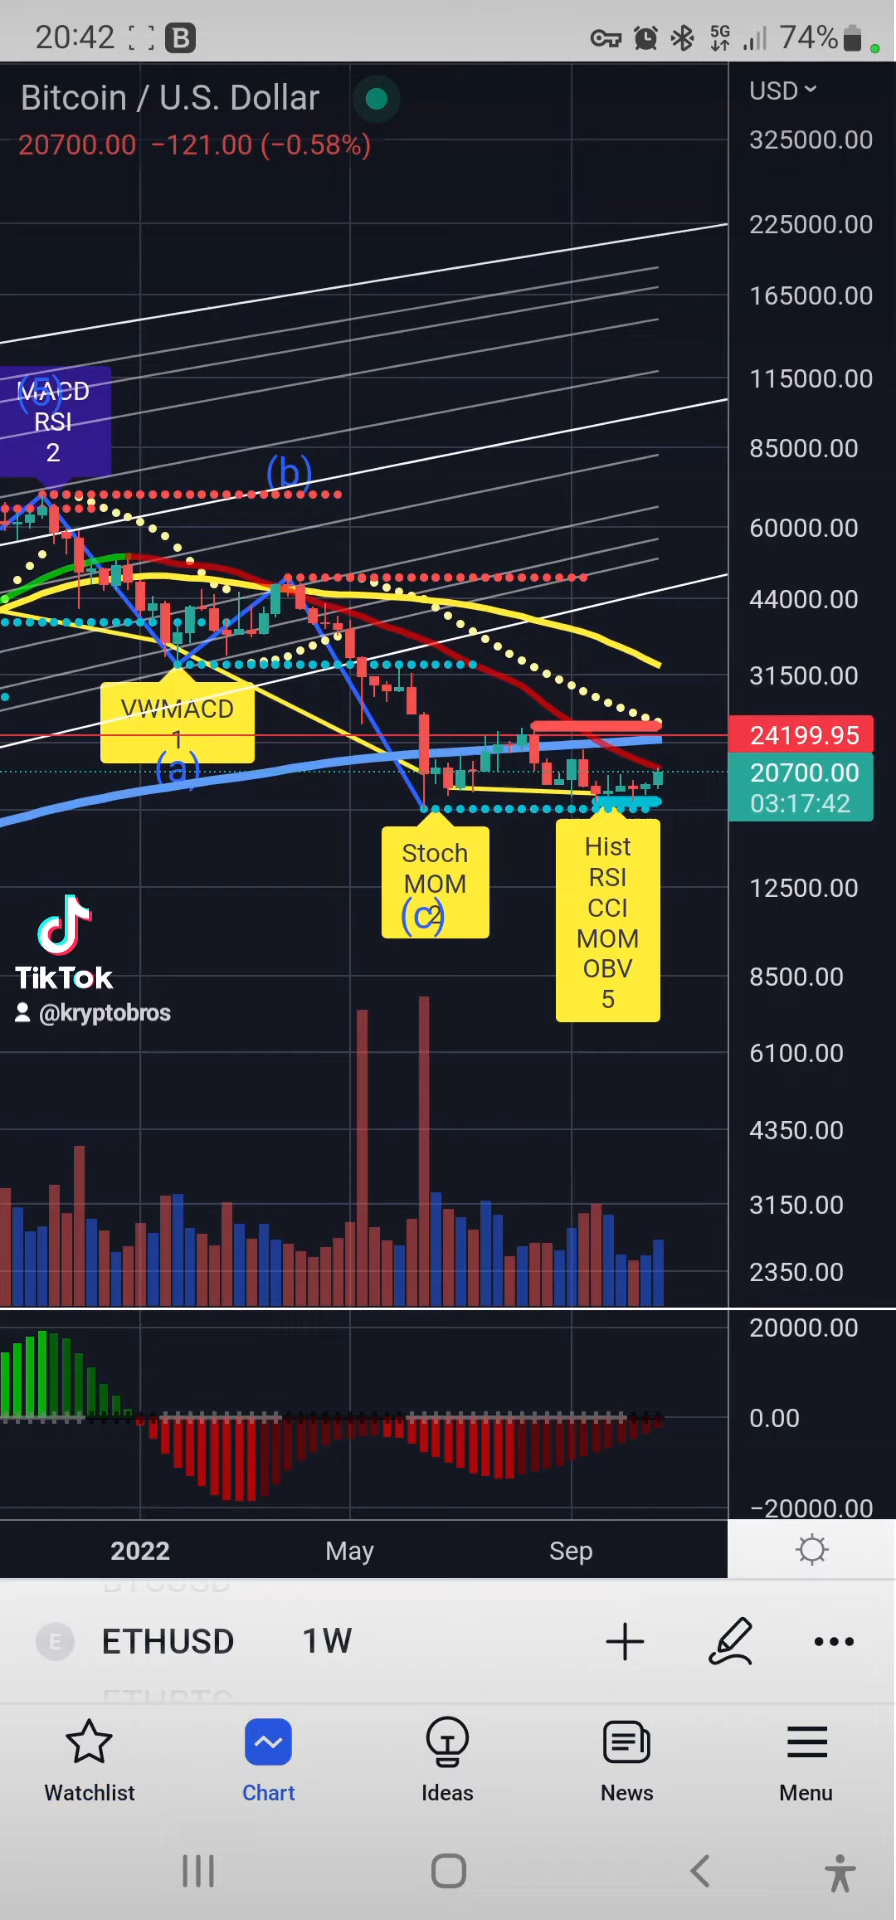 20:42 B 5G 74%
Bitcoin / U.S. Dollar
USD
20700.00 −121.00 (−0.58%)
325000.00
225000.00
165000.00
115000.00
85000.00
60000.00
44000.00
31500.00
24199.95
20700.00
03:17:42
12500.00
8500.00
6100.00
4350.00
3150.00
2350.00
20000.00
0.00
−20000.00
(5)
MACD
RSI
2
(b)
VWMACD
1
(a)
Stoch
MOM
2
(c)
Hist
RSI
CCI
MOM
OBV
5
TikTok
@kryptobros
2022 May Sep
BTCUSD
E ETHUSD 1W
ETHBTC
Watchlist Chart Ideas News Menu